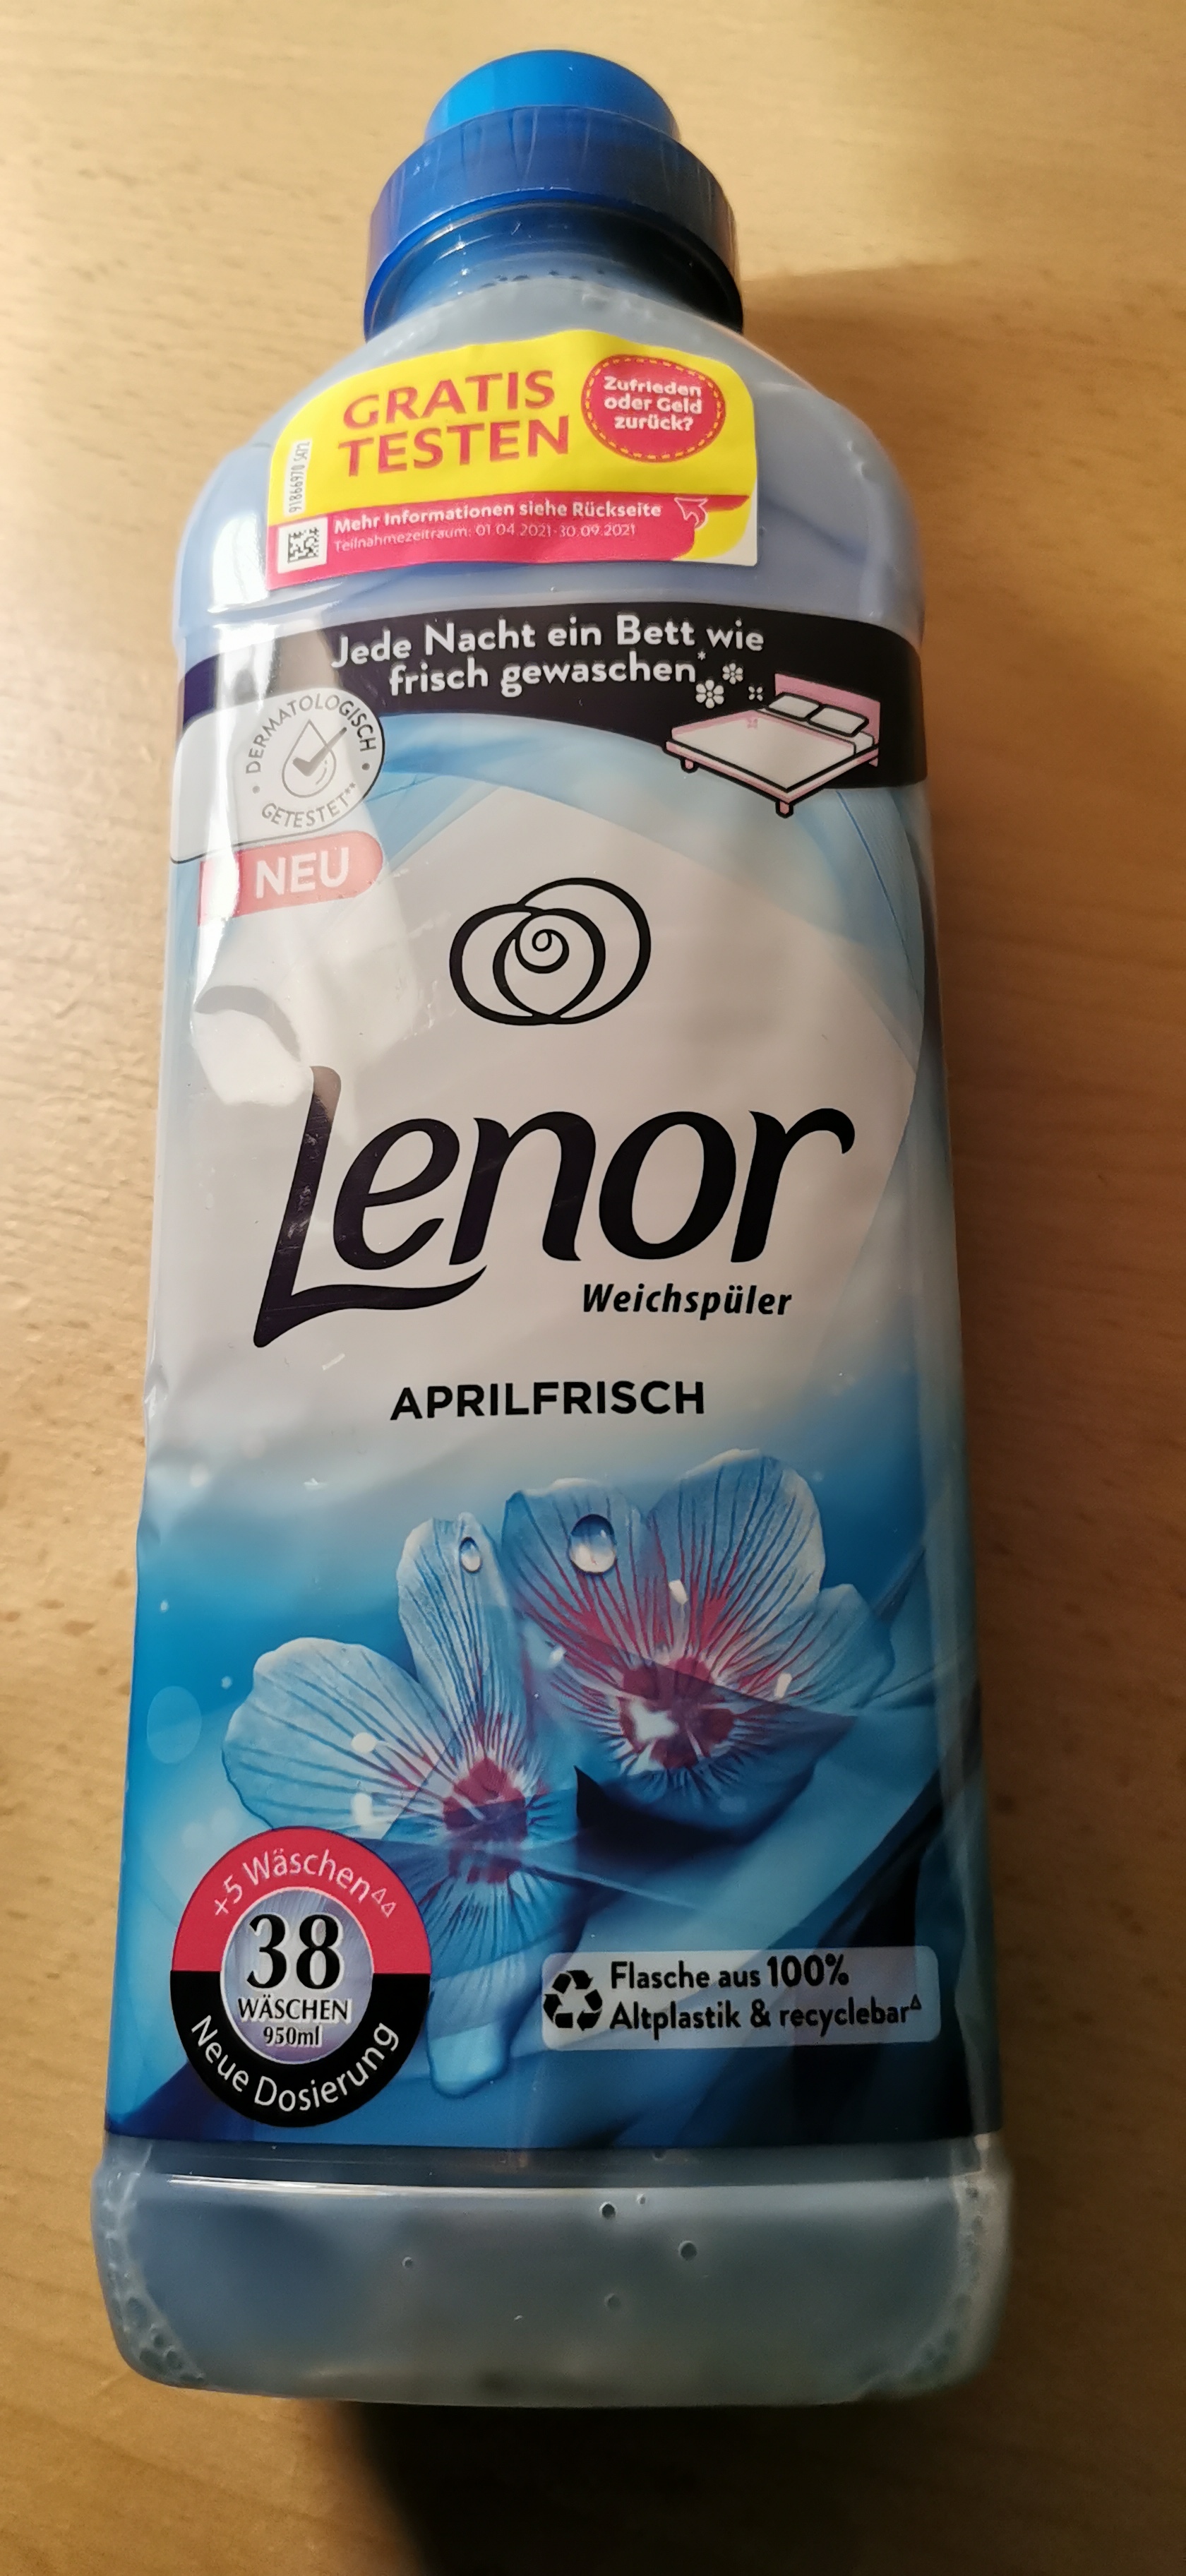 GRATIS
TESTEN
Zufrieden
oder Geld
zurück?
91866970 5472
Mehr Informationen siehe Rückseite
Teilnahmezeitraum: 01.04.2021-30.09.2021
Jede Nacht ein Bett wie
frisch gewaschen*
DERMATOLOGISCH
GETESTET**
NEU
Lenor
Weichspüler
APRILFRISCH
+5 Wäschen△△
38
WÄSCHEN
950ml
Neue Dosierung
Flasche aus 100%
Altplastik & recyclebar△